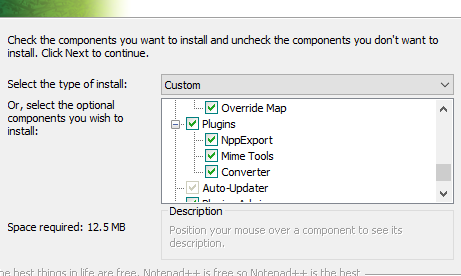 Check the components you want to install and uncheck the components you don't want to
install. Click Next to continue.
Select the type of install:
Custom
Or, select the optional
components you wish to
install:
Override Map
Plugins
NppExport
Mime Tools
Converter
Auto-Updater
Space required: 12.5 MB
Description
Position your mouse over a component to see its
description.
he best things in life are free. Notepad++ is free so Notepad++ is the best